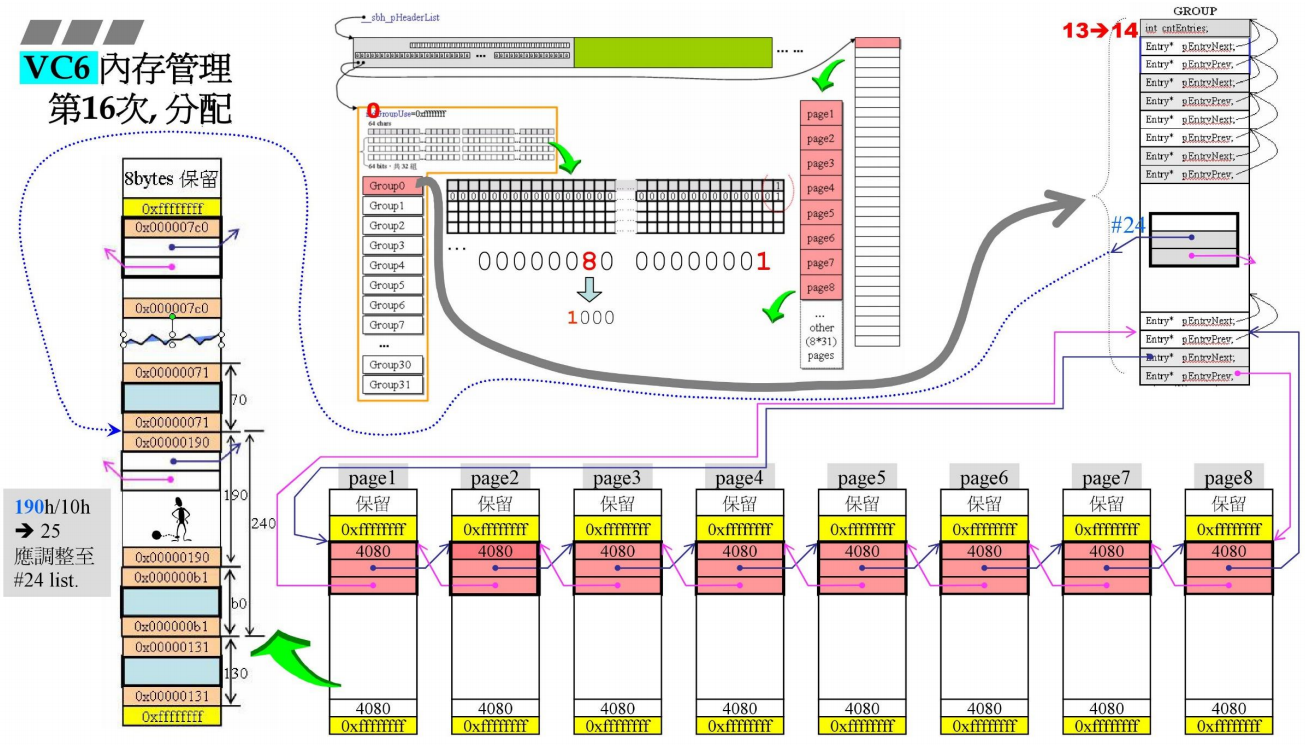 VC6 內存管理
第16次, 分配
__sbh_pHeaderList
... ...
0
GroupUse=0xffffffff
64 chars
64 bits，共 32 組
Group0
Group1
Group2
Group3
Group4
Group5
Group6
Group7
...
Group30
Group31
1
...
00000080 00000001
1000
page1
page2
page3
page4
page5
page6
page7
page8
...
other
(8*31)
pages
GROUP
13➔14
int cntEntries;
Entry* pEntryNext;
Entry* pEntryPrev;
Entry* pEntryNext;
Entry* pEntryPrev;
Entry* pEntryNext;
Entry* pEntryPrev;
Entry* pEntryNext;
Entry* pEntryPrev;
#24
Entry* pEntryNext;
Entry* pEntryPrev;
Entry* pEntryNext;
Entry* pEntryPrev;
8bytes 保留
0xffffffff
0x000007c0
0x000007c0
0x00000071
70
0x00000071
0x00000190
190
240
0x00000190
0x000000b1
b0
0x000000b1
0x00000131
130
0x00000131
0xffffffff
190h/10h
➔ 25
應調整至
#24 list.
page1 page2 page3 page4 page5 page6 page7 page8
保留 保留 保留 保留 保留 保留 保留 保留
0xffffffff 0xffffffff 0xffffffff 0xffffffff 0xffffffff 0xffffffff 0xffffffff 0xffffffff
4080 4080 4080 4080 4080 4080 4080 4080
4080 4080 4080 4080 4080 4080 4080 4080
0xffffffff 0xffffffff 0xffffffff 0xffffffff 0xffffffff 0xffffffff 0xffffffff 0xffffffff